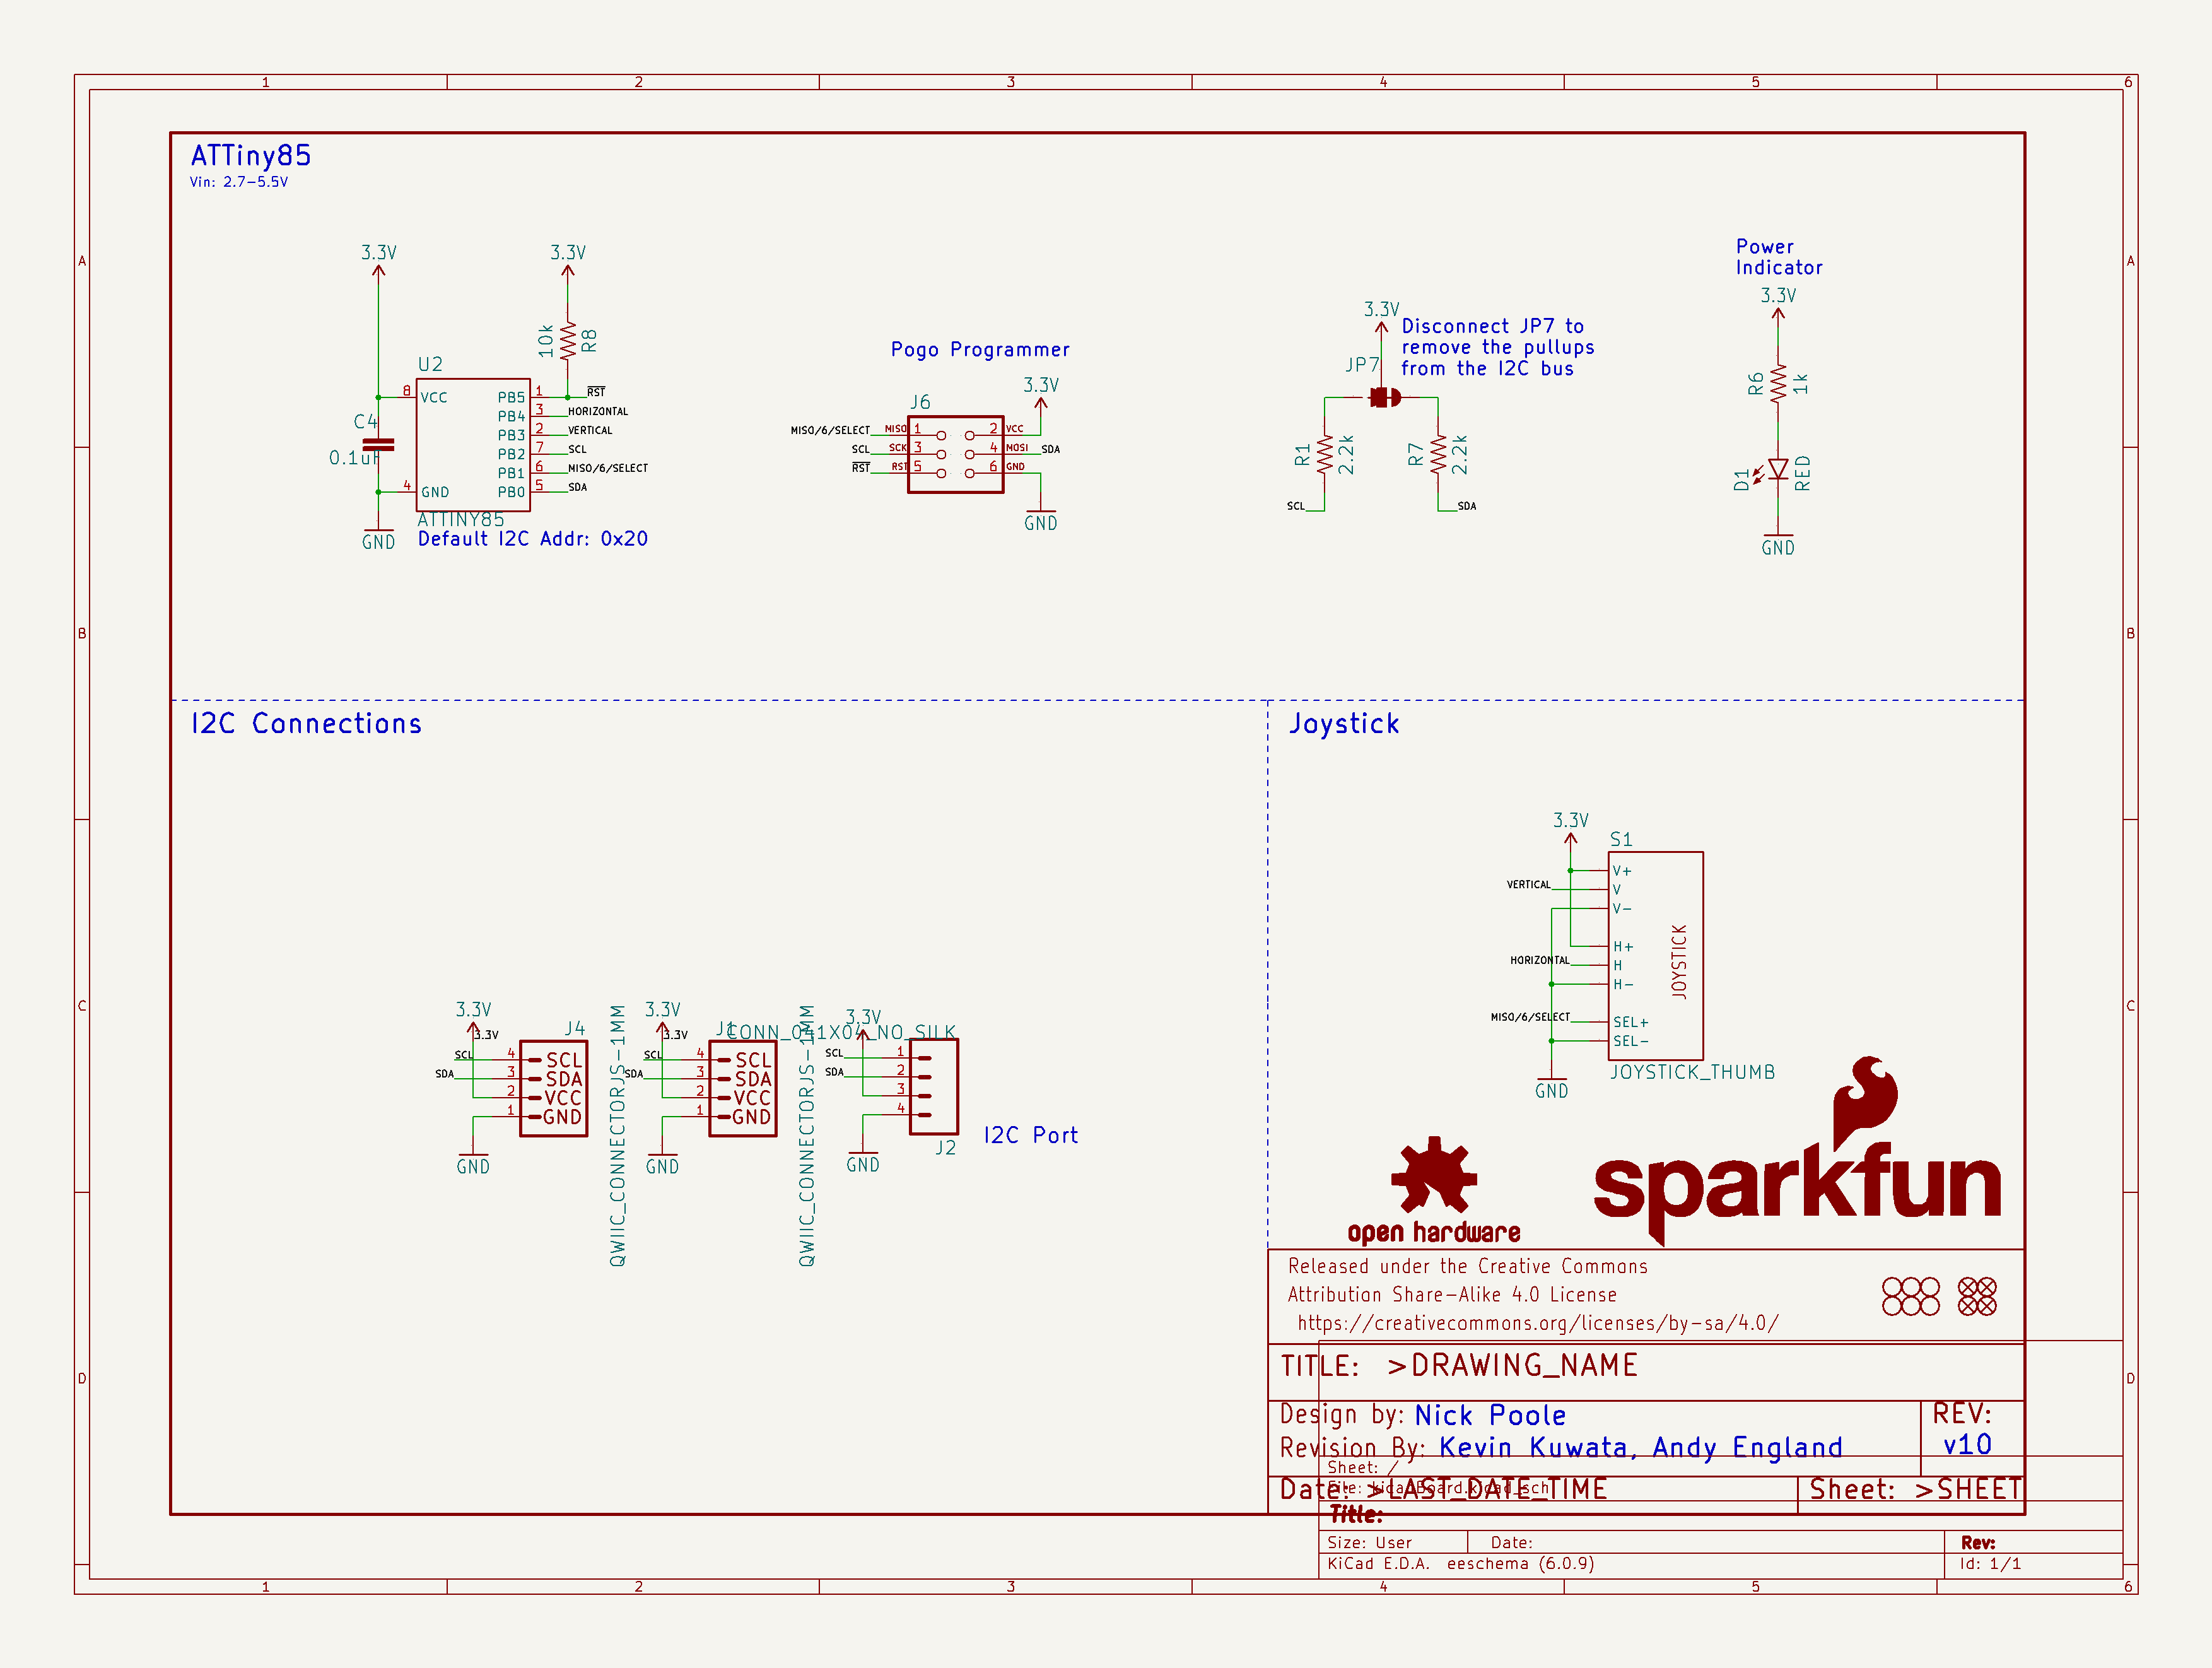 1 2 3 4 5 6
A
B
C
D
A
B
C
D
ATTiny85
Vin: 2.7-5.5V
3.3V
3.3V
10k
R8
U2
8
VCC
4
GND
PB5
1
RST
PB4
3
HORIZONTAL
PB3
2
VERTICAL
PB2
7
SCL
PB1
6
MISO/6/SELECT
PB0
5
SDA
C4
0.1uF
GND
ATTINY85
Default I2C Addr: 0x20
Pogo Programmer
3.3V
J6
MISO/6/SELECT
MISO
1
2
VCC
SCL
SCK
3
4
MOSI
SDA
RST
RST
5
6
GND
GND
3.3V
Disconnect JP7 to
remove the pullups
from the I2C bus
JP7
R1
2.2k
R7
2.2k
SCL
SDA
Power
Indicator
3.3V
R6
1k
D1
RED
GND
I2C Connections
3.3V
3.3V
J4
SCL
4
SCL
SDA
3
SDA
2
VCC
1
GND
GND
QWIIC_CONNECTORJS-1MM
3.3V
3.3V
J1
SCL
4
SCL
SDA
3
SDA
2
VCC
1
GND
GND
QWIIC_CONNECTORJS-1MM
3.3V
CONN_041X04_NO_SILK
SCL
1
SDA
2
3
4
GND
J2
I2C Port
Joystick
3.3V
S1
V+
VERTICAL
V
V-
H+
HORIZONTAL
H
H-
MISO/6/SELECT
SEL+
SEL-
JOYSTICK
JOYSTICK_THUMB
GND
open hardware
sparkfun
Released under the Creative Commons
Attribution Share-Alike 4.0 License
https://creativecommons.org/licenses/by-sa/4.0/
TITLE: >DRAWING_NAME
Design by: Nick Poole
REV:
Revision By: Kevin Kuwata, Andy England
v10
Sheet: /
Date: >LAST_DATE_TIME
Sheet: >SHEET
File: kicadBoard.kicad_sch
Title:
Size: User
Date:
Rev:
KiCad E.D.A. eeschema (6.0.9)
Id: 1/1
1 2 3 4 5 6